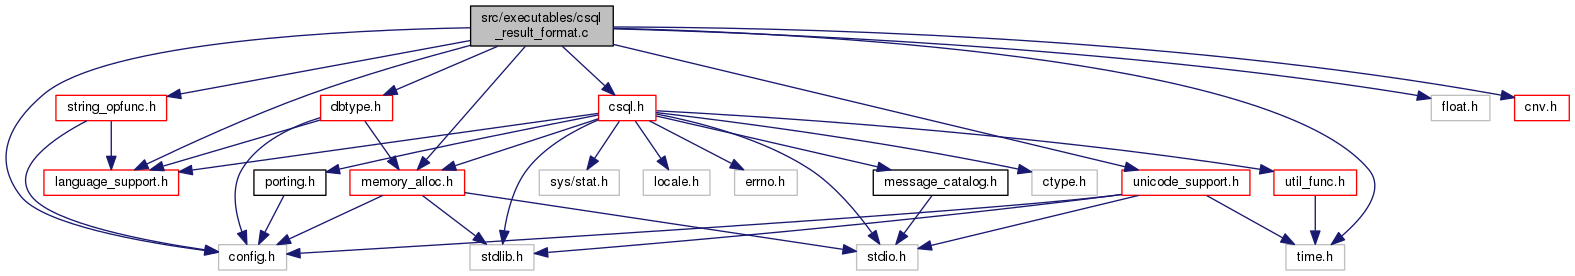 src/executables/csql
_result_format.c
string_opfunc.h
dbtype.h
csql.h
float.h
cnv.h
language_support.h
porting.h
memory_alloc.h
sys/stat.h
locale.h
errno.h
message_catalog.h
ctype.h
unicode_support.h
util_func.h
config.h
stdlib.h
stdio.h
time.h